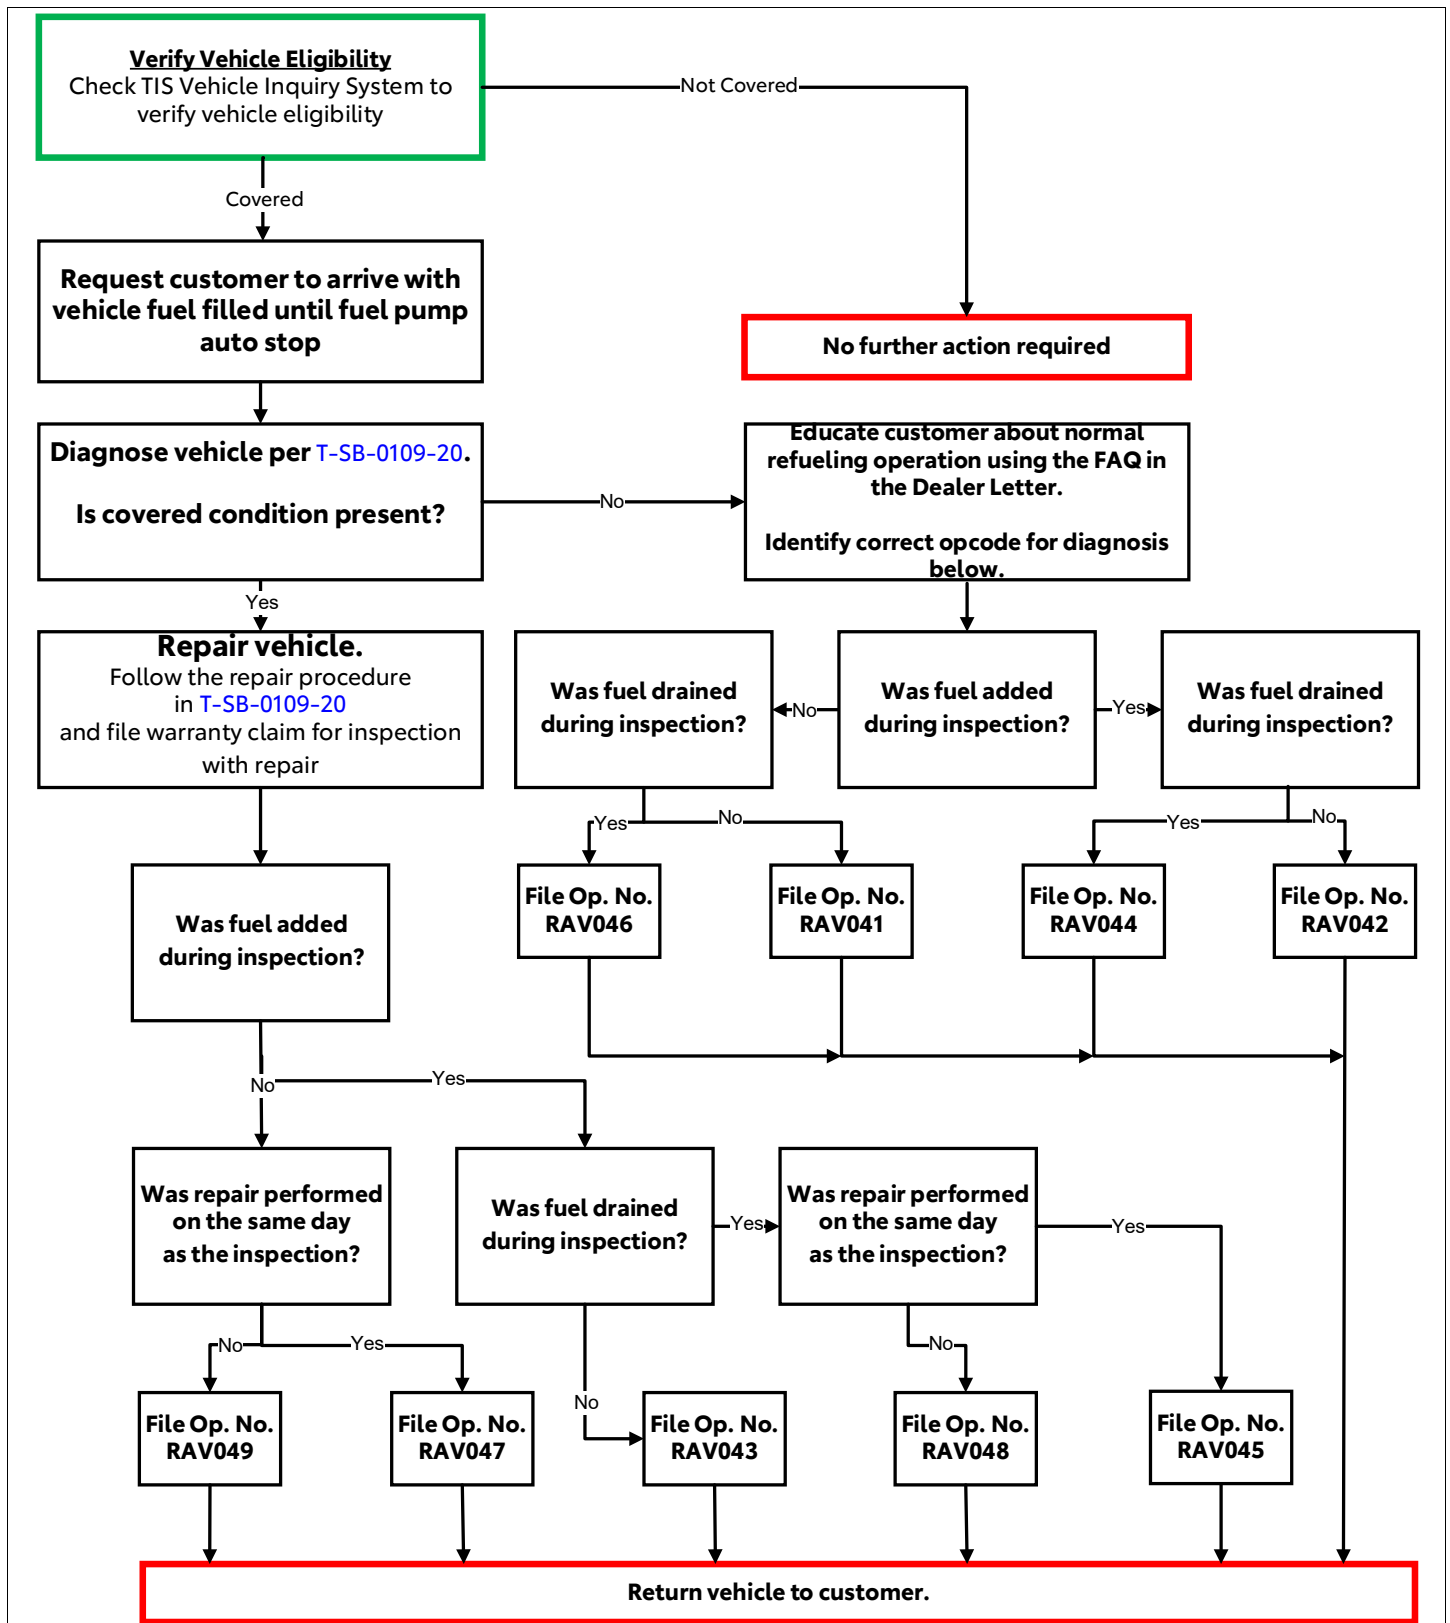 Verify Vehicle Eligibility
Check TIS Vehicle Inquiry System to
verify vehicle eligibility
Not Covered
Covered
Request customer to arrive with
vehicle fuel filled until fuel pump
auto stop
No further action required
Diagnose vehicle per T-SB-0109-20.
Is covered condition present?
No
Educate customer about normal
refueling operation using the FAQ in
the Dealer Letter.
Identify correct opcode for diagnosis
below.
Yes
Repair vehicle.
Follow the repair procedure
in T-SB-0109-20
and file warranty claim for inspection
with repair
Was fuel drained
during inspection?
No
Was fuel added
during inspection?
Yes
Was fuel drained
during inspection?
Yes
No
Yes
No
File Op. No.
RAV046
File Op. No.
RAV041
File Op. No.
RAV044
File Op. No.
RAV042
Was fuel added
during inspection?
No
Yes
Was repair performed
on the same day
as the inspection?
Was fuel drained
during inspection?
Yes
Was repair performed
on the same day
as the inspection?
Yes
No
Yes
No
No
File Op. No.
RAV049
File Op. No.
RAV047
File Op. No.
RAV043
File Op. No.
RAV048
File Op. No.
RAV045
Return vehicle to customer.